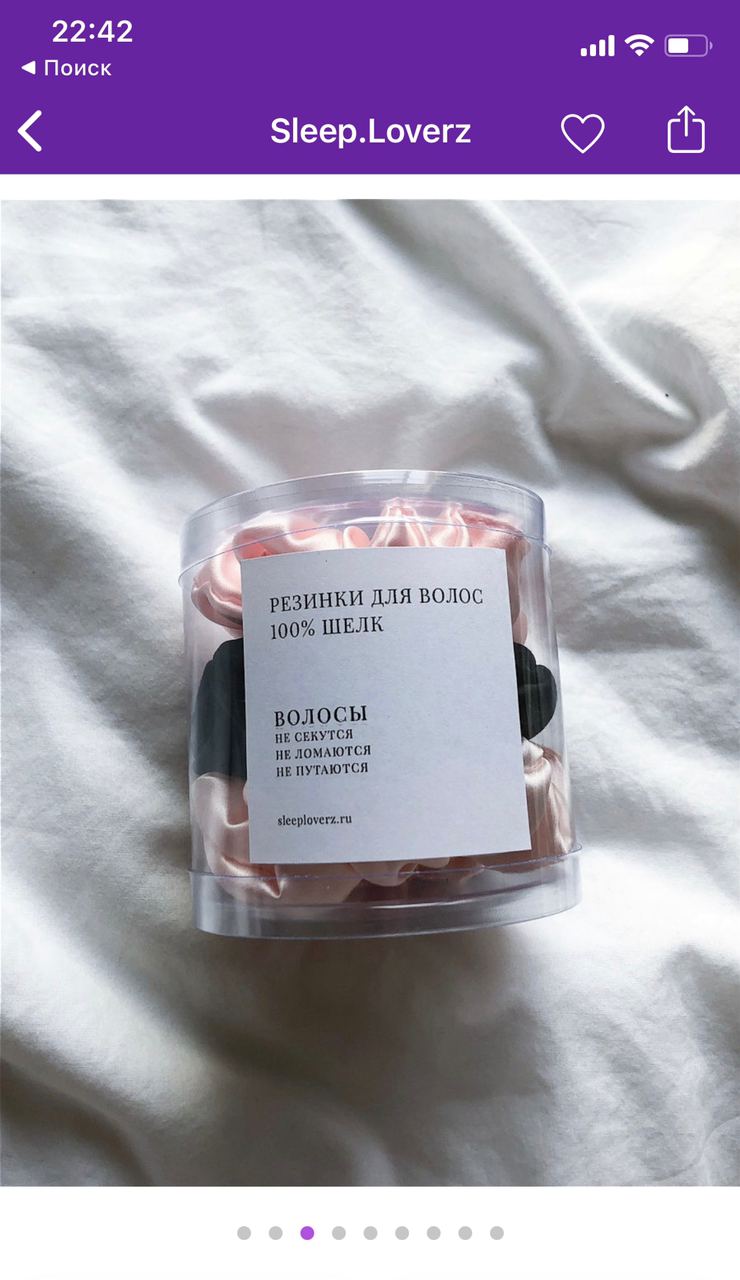 22:42
Поиск
Sleep.Loverz
РЕЗИНКИ ДЛЯ ВОЛОС
100% ШЕЛК
ВОЛОСЫ
НЕ СЕКУТСЯ
НЕ ЛОМАЮТСЯ
НЕ ПУТАЮТСЯ
sleeploverz.ru